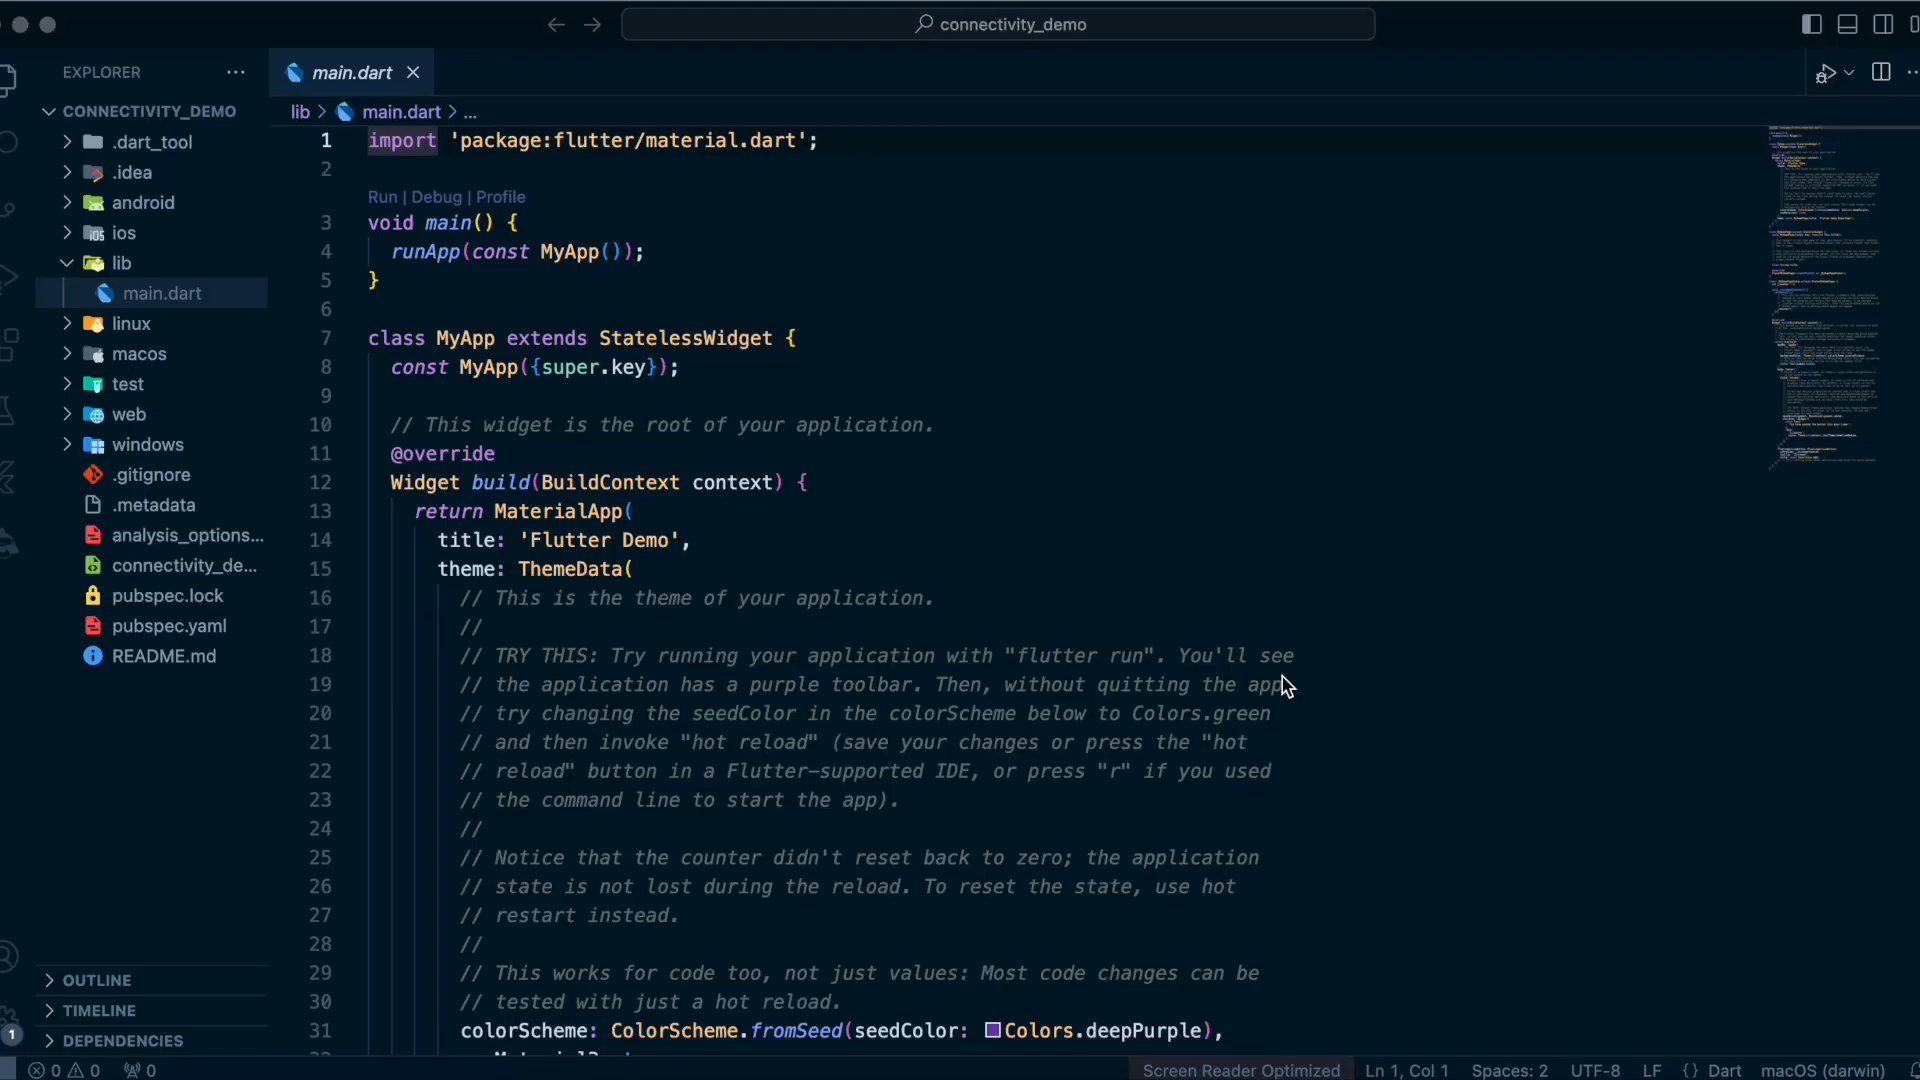 connectivity_demo
EXPLORER
main.dart
CONNECTIVITY_DEMO
.dart_tool
.idea
android
ios
lib
main.dart
linux
macos
test
web
windows
.gitignore
.metadata
analysis_options...
connectivity_de...
pubspec.lock
pubspec.yaml
README.md
OUTLINE
TIMELINE
DEPENDENCIES
lib > main.dart > ...
1 import 'package:flutter/material.dart';
2
Run | Debug | Profile
3 void main() {
4 runApp(const MyApp());
5 }
6
7 class MyApp extends StatelessWidget {
8 const MyApp({super.key});
9
10 // This widget is the root of your application.
11 @override
12 Widget build(BuildContext context) {
13 return MaterialApp(
14 title: 'Flutter Demo',
15 theme: ThemeData(
16 // This is the theme of your application.
17 //
18 // TRY THIS: Try running your application with "flutter run". You'll see
19 // the application has a purple toolbar. Then, without quitting the app
20 // try changing the seedColor in the colorScheme below to Colors.green
21 // and then invoke "hot reload" (save your changes or press the "hot
22 // reload" button in a Flutter-supported IDE, or press "r" if you used
23 // the command line to start the app).
24 //
25 // Notice that the counter didn't reset back to zero; the application
26 // state is not lost during the reload. To reset the state, use hot
27 // restart instead.
28 //
29 // This works for code too, not just values: Most code changes can be
30 // tested with just a hot reload.
31 colorScheme: ColorScheme.fromSeed(seedColor: Colors.deepPurple),
1
0 0 0
Screen Reader Optimized Ln 1, Col 1 Spaces: 2 UTF-8 LF {} Dart macOS (darwin)